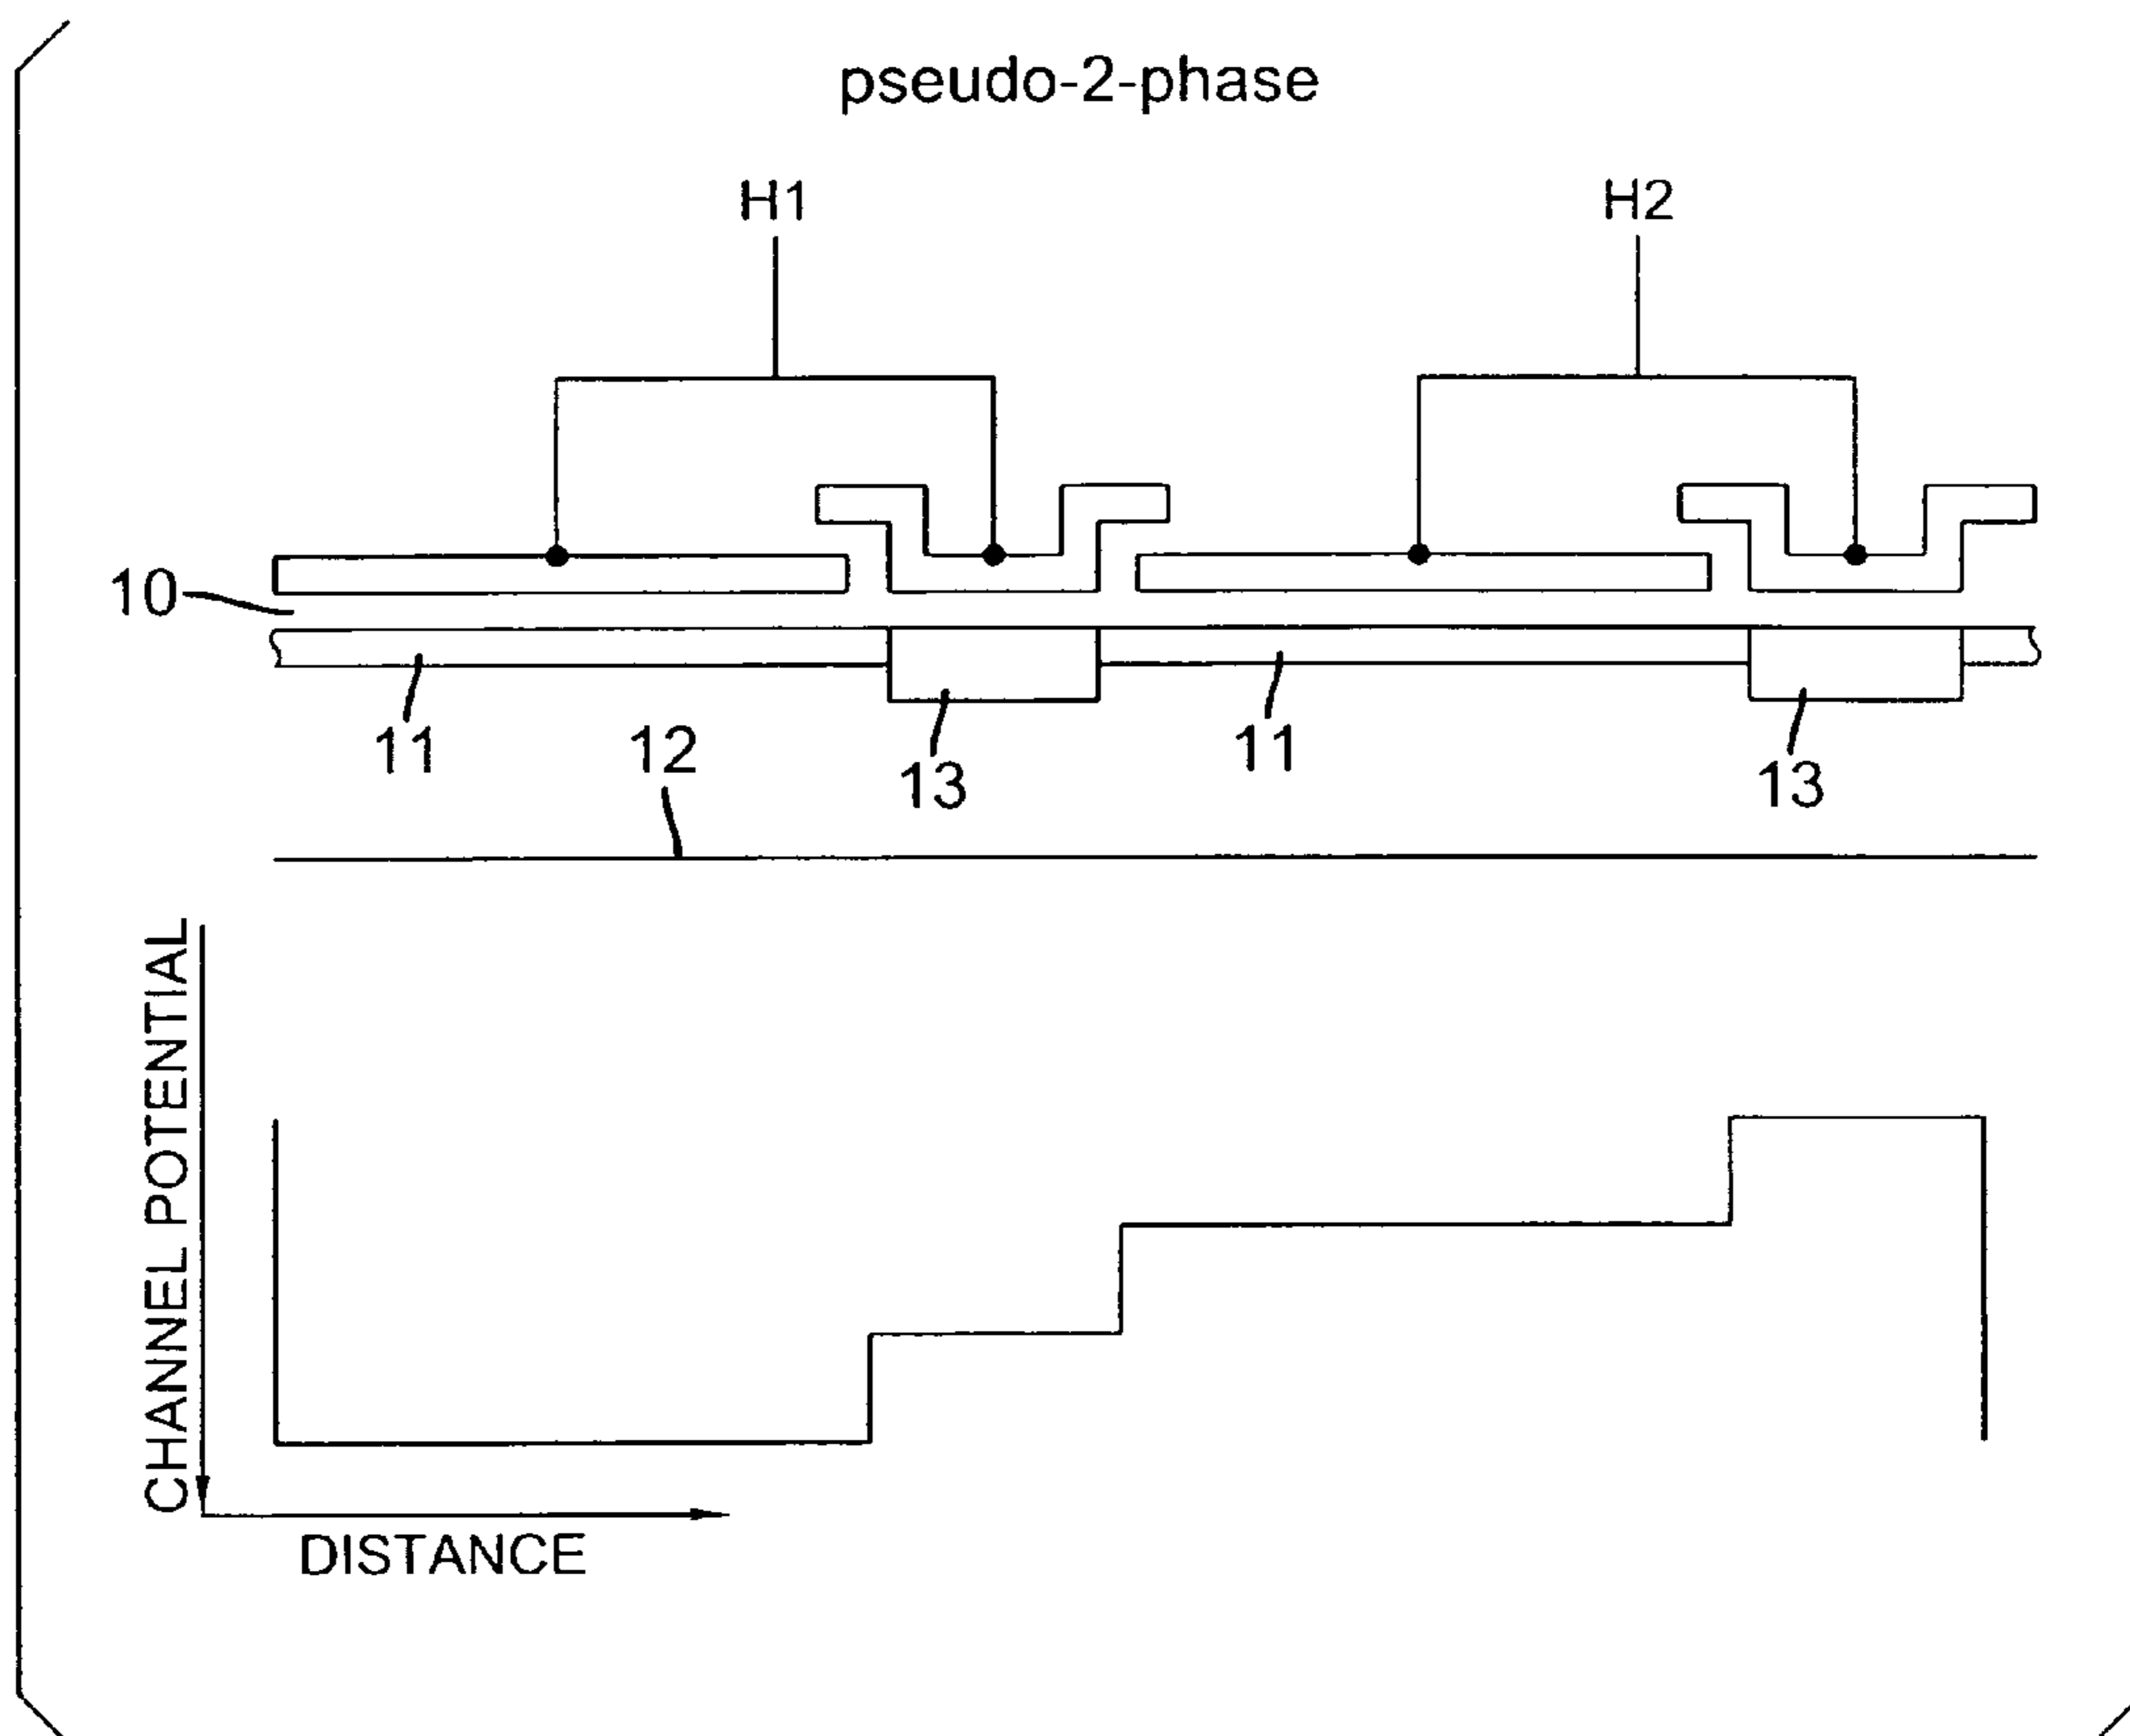 pseudo-2-phase
H1 H2
10
11 12 13 11 13
CHANNEL POTENTIAL
DISTANCE